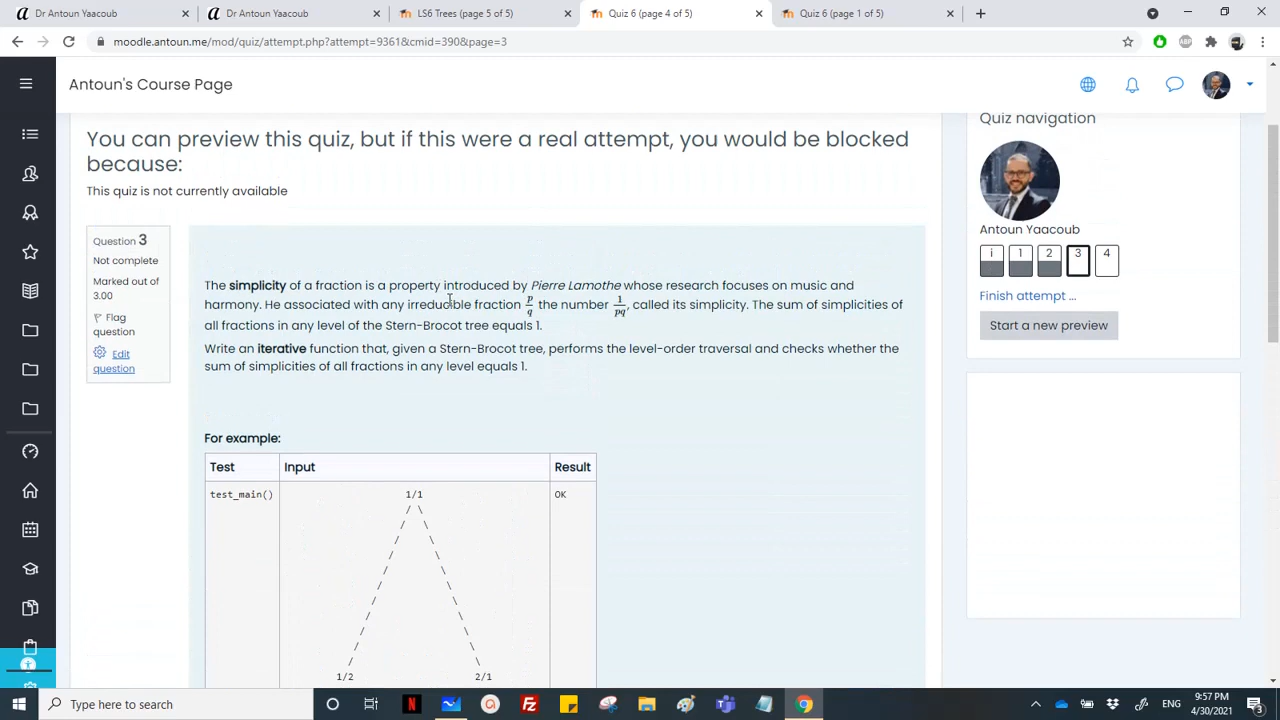 Dr Antoun Yaacoub
Dr Antoun Yaacoub
LS6 Trees (page 5 of 5)
Quiz 6 (page 4 of 5)
Quiz 6 (page 1 of 5)
moodle.antoun.me/mod/quiz/attempt.php?attempt=9361&cmid=390&page=3
ABP
Antoun's Course Page
You can preview this quiz, but if this were a real attempt, you would be blocked
because:
This quiz is not currently available
Quiz navigation
Antoun Yaacoub
i 1 2 3 4
Finish attempt ...
Start a new preview
Question 3
Not complete
Marked out of
3.00
Flag
question
Edit
question
The simplicity of a fraction is a property introduced by Pierre Lamothe whose research focuses on music and
harmony. He associated with any irreducible fraction p/q the number 1/pq, called its simplicity. The sum of simplicities of
all fractions in any level of the Stern-Brocot tree equals 1.
Write an iterative function that, given a Stern-Brocot tree, performs the level-order traversal and checks whether the
sum of simplicities of all fractions in any level equals 1.
For example:
Test Input Result
test_main() 1/1 OK
1/2 2/1
Type here to search
ENG
9:57 PM
4/30/2021
3